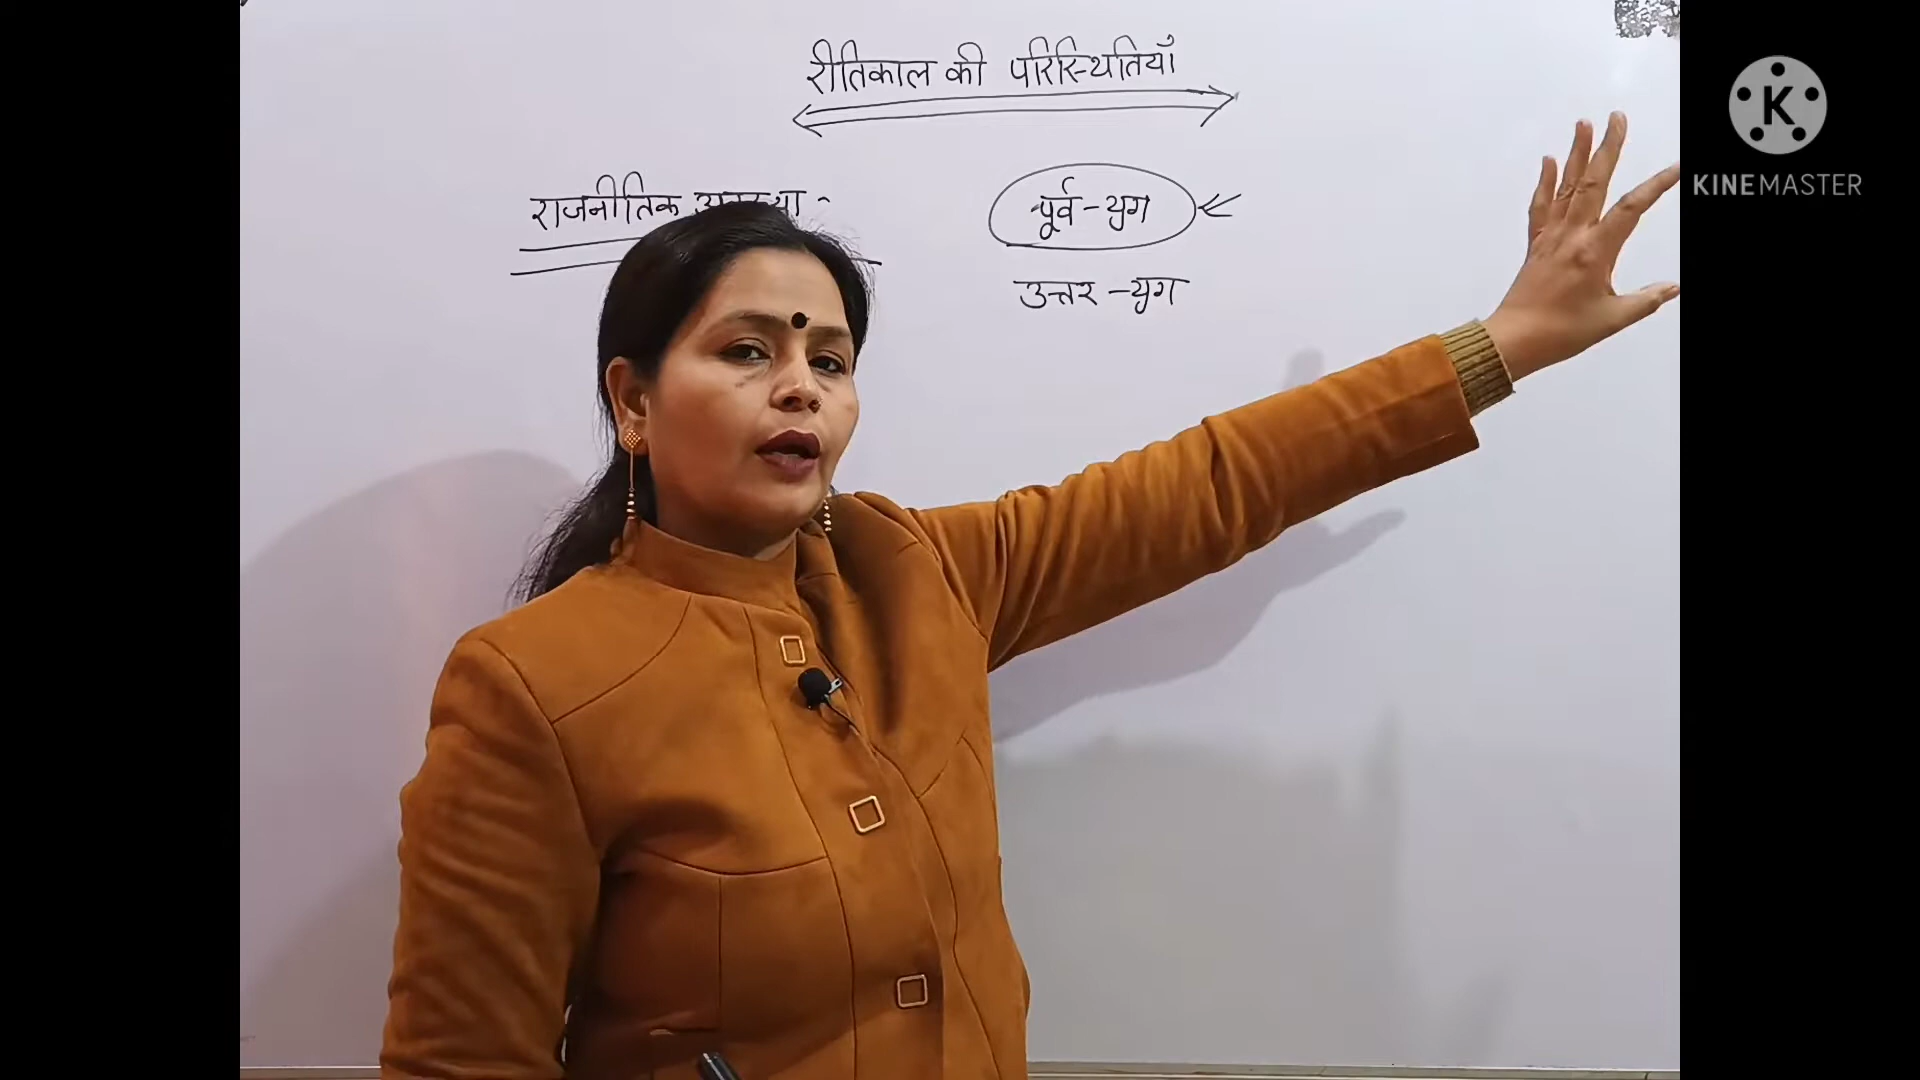 रीतिकाल की परिस्थितियाँ
राजनीतिक
पूर्व-युग
उत्तर-युग
K
KINEMASTER